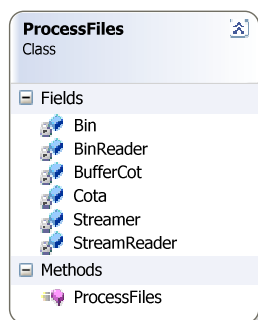 ProcessFiles
Class
Fields
Bin
BinReader
BufferCot
Cota
Streamer
StreamReader
Methods
ProcessFiles